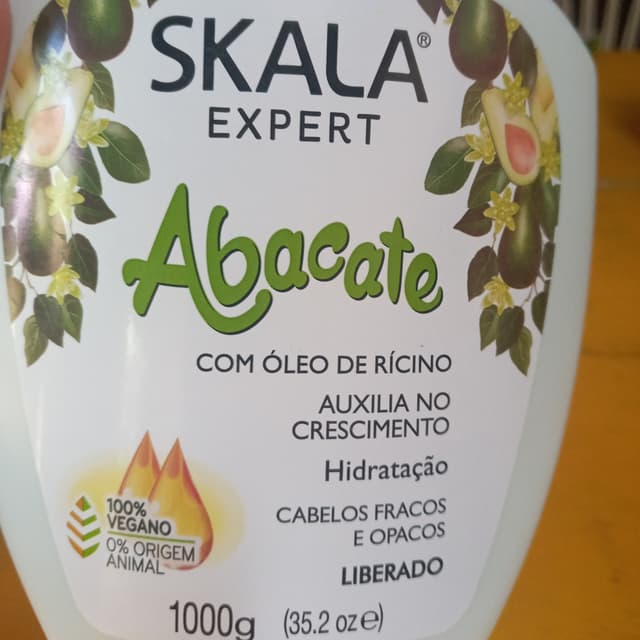 SKALA®
EXPERT
Abacate
COM ÓLEO DE RÍCINO
AUXILIA NO
CRESCIMENTO
Hidratação
CABELOS FRACOS
E OPACOS
LIBERADO
100%
VEGANO
0% ORIGEM
ANIMAL
1000g (35.2 oz℮)